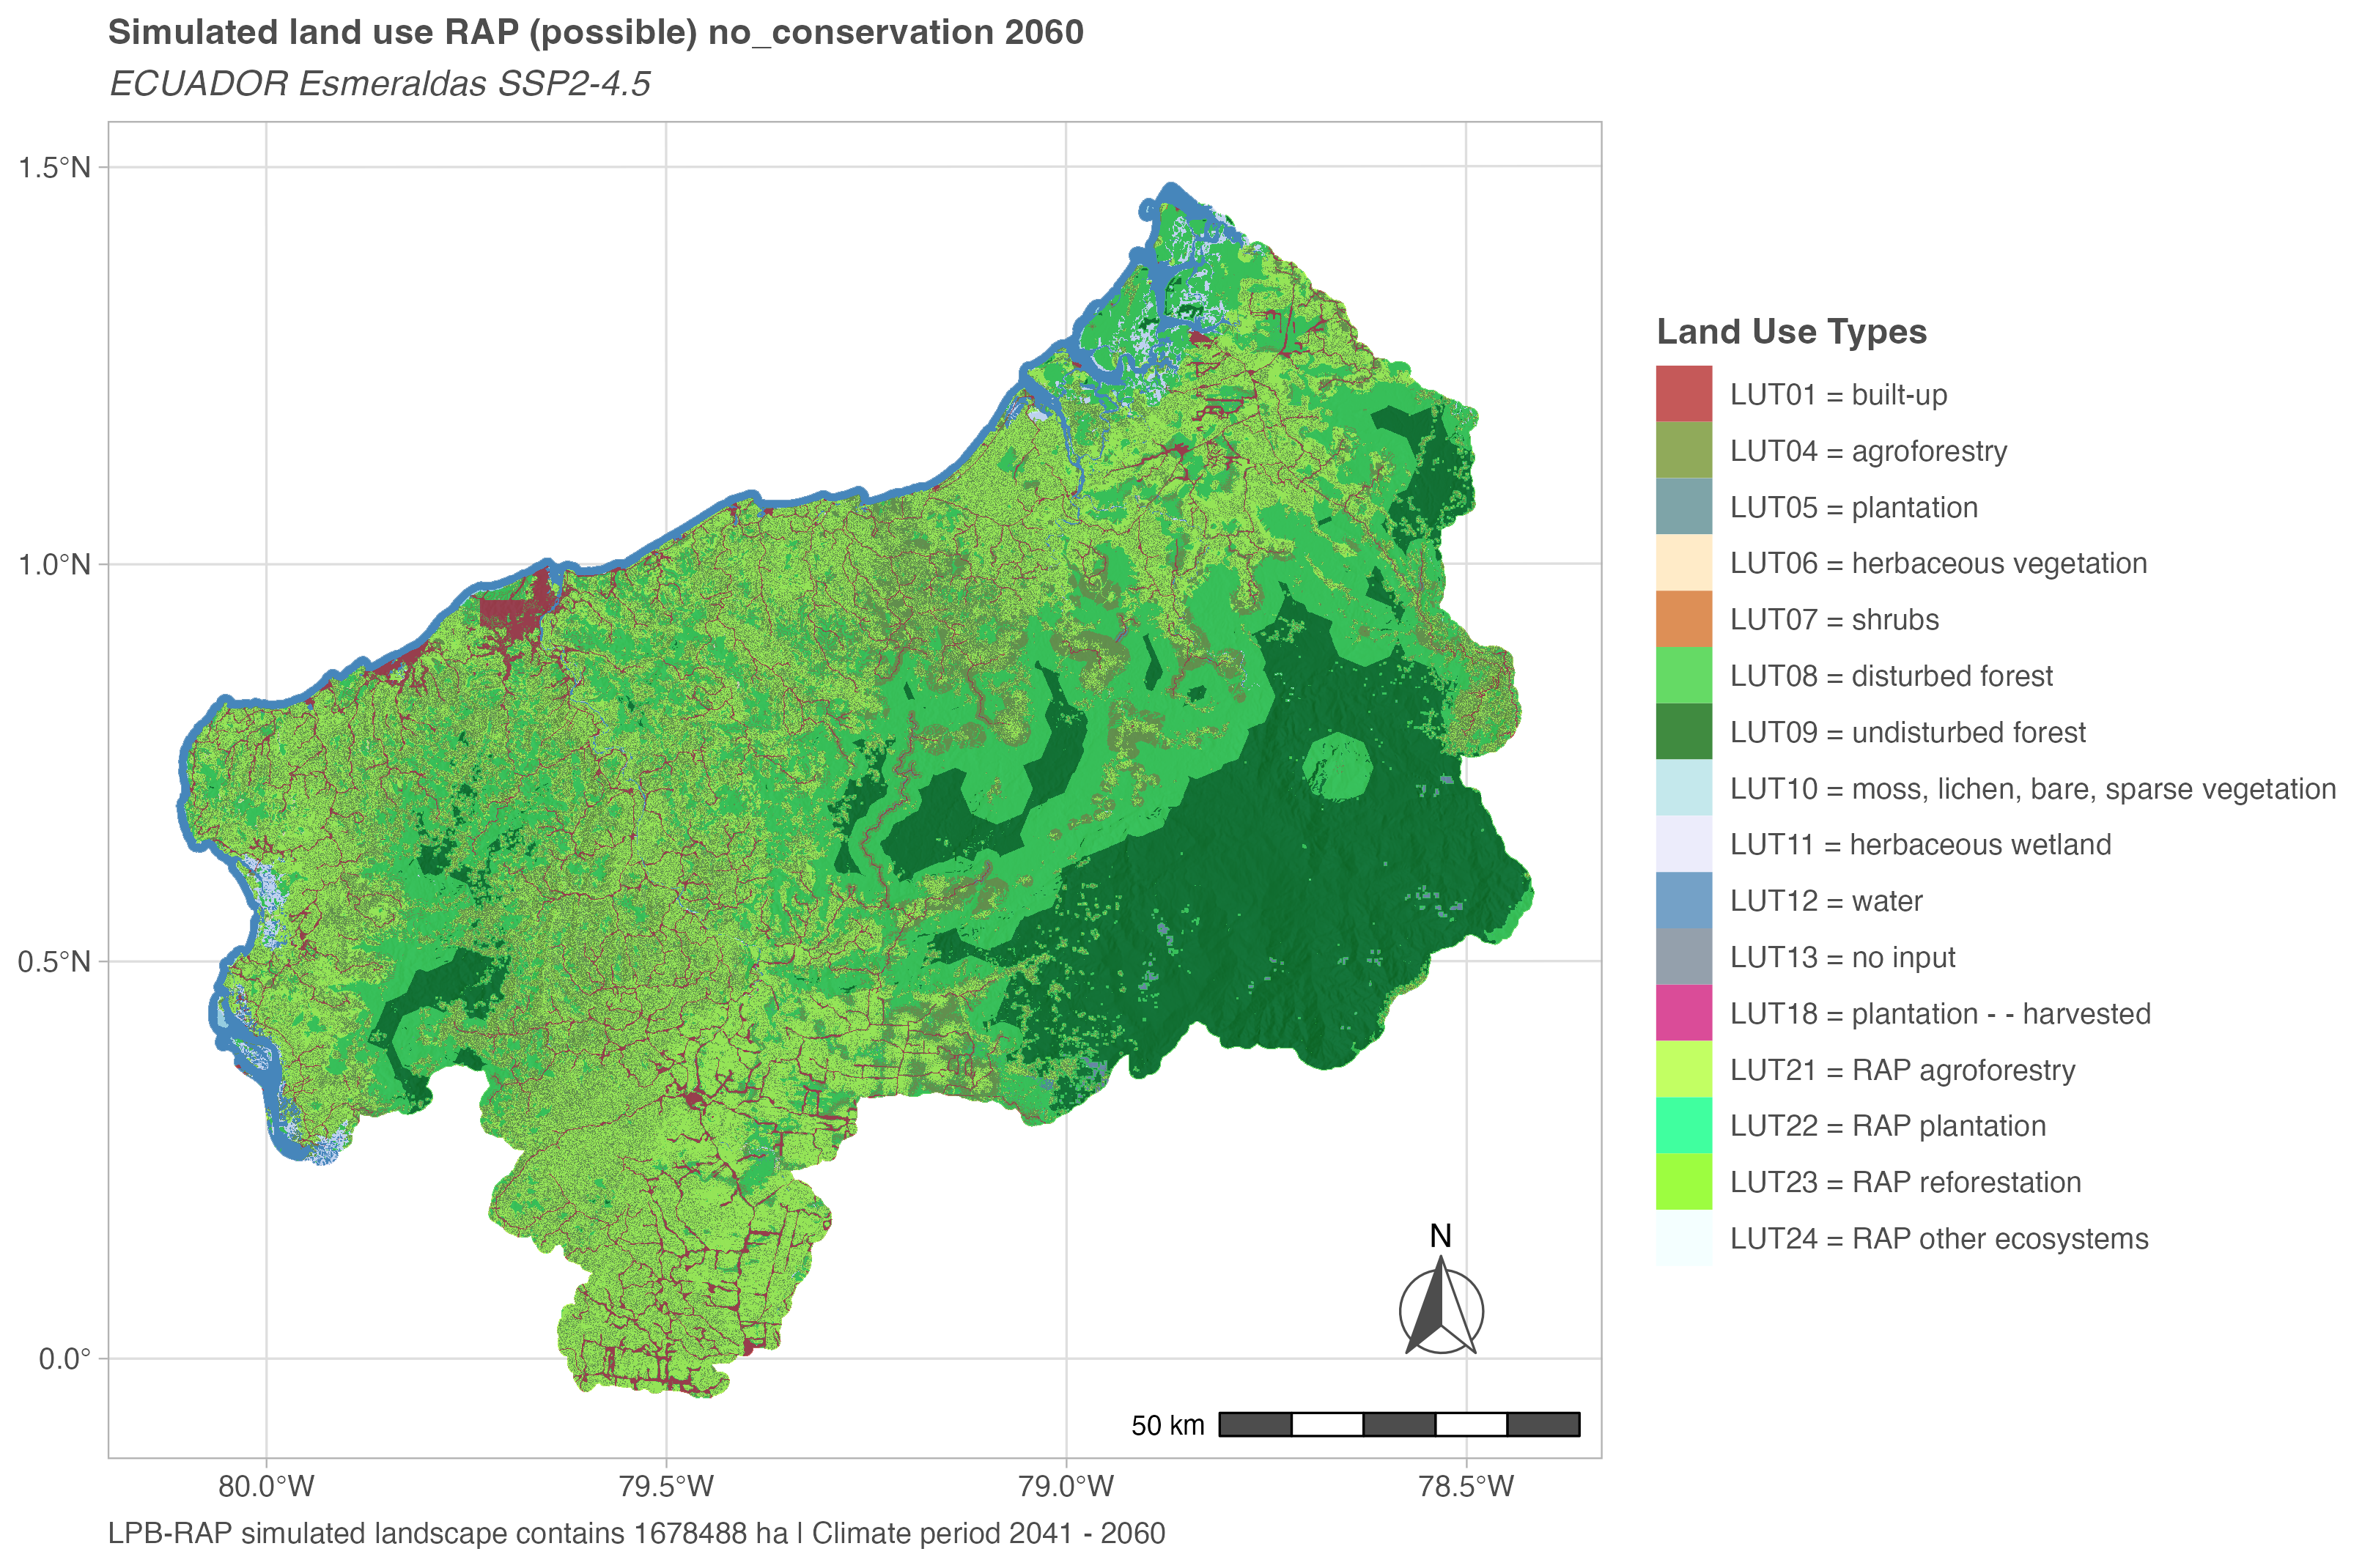 Simulated land use RAP (possible) no_conservation 2060
ECUADOR Esmeraldas SSP2-4.5
1.5°N
1.0°N
0.5°N
0.0°
80.0°W
79.5°W
79.0°W
78.5°W
N
50 km
Land Use Types
LUT01 = built-up
LUT04 = agroforestry
LUT05 = plantation
LUT06 = herbaceous vegetation
LUT07 = shrubs
LUT08 = disturbed forest
LUT09 = undisturbed forest
LUT10 = moss, lichen, bare, sparse vegetation
LUT11 = herbaceous wetland
LUT12 = water
LUT13 = no input
LUT18 = plantation - - harvested
LUT21 = RAP agroforestry
LUT22 = RAP plantation
LUT23 = RAP reforestation
LUT24 = RAP other ecosystems
LPB-RAP simulated landscape contains 1678488 ha I Climate period 2041 - 2060